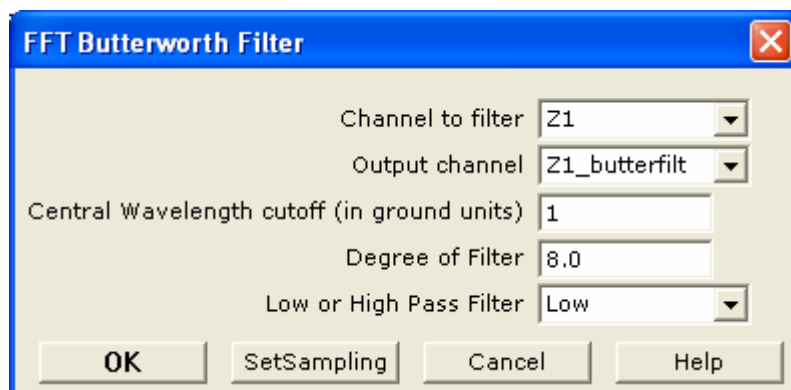 FFT Butterworth Filter
Channel to filter Z1
Output channel Z1_butterfilt
Central Wavelength cutoff (in ground units) 1
Degree of Filter 8.0
Low or High Pass Filter Low
OK SetSampling Cancel Help